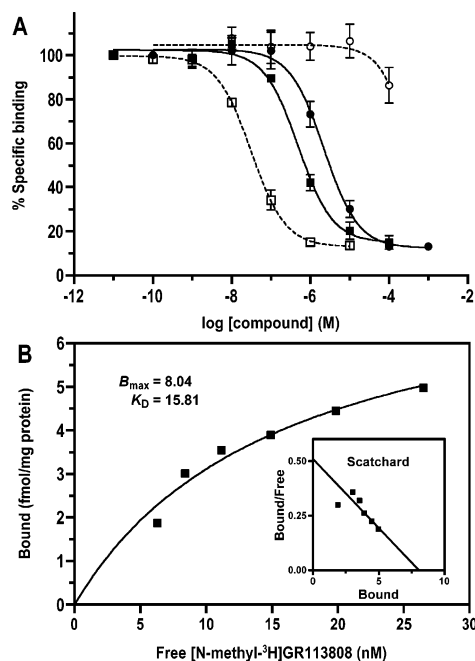 A
% Specific binding
120
100
80
60
40
20
0
-12 -10 -8 -6 -4 -2
log [compound] (M)
B
Bound (fmol/mg protein)
6
5
4
3
2
1
0
Bmax = 8.04
KD = 15.81
Scatchard
Bound/Free
0.50
0.25
0.00
0 5 10
Bound
0 5 10 15 20 25 30
Free [N-methyl-³H]GR113808 (nM)